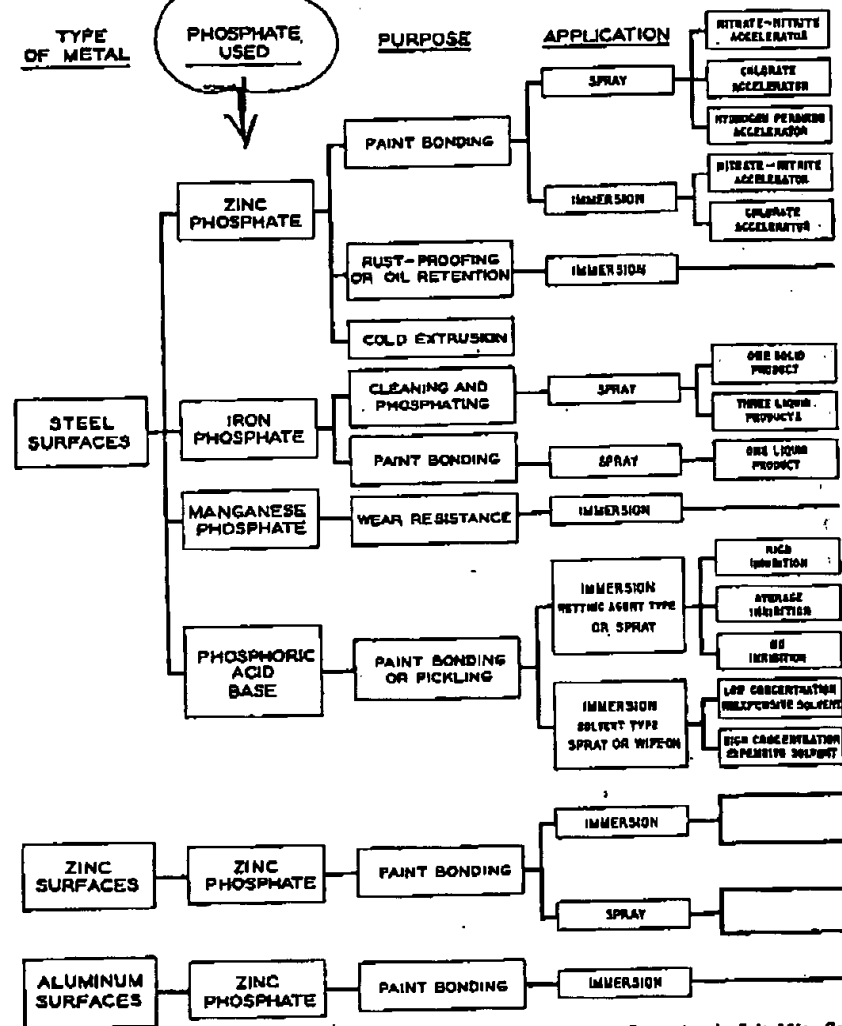 TYPE
OF METAL
PHOSPHATE
USED
PURPOSE
APPLICATION
NITRATE-NITRITE
ACCELERATOR
SPRAY
CHLORATE
ACCELERATOR
HYDROGEN PEROXIDE
ACCELERATOR
PAINT BONDING
NITRATE-NITRITE
ACCELERATOR
ZINC
PHOSPHATE
IMMERSION
CHLORATE
ACCELERATOR
RUST-PROOFING
OR OIL RETENTION
IMMERSION
COLD EXTRUSION
ONE SOLID
PRODUCT
CLEANING AND
PHOSPHATING
SPRAY
THREE LIQUID
PRODUCTS
STEEL
SURFACES
IRON
PHOSPHATE
PAINT BONDING
SPRAY
ONE LIQUID
PRODUCT
MANGANESE
PHOSPHATE
WEAR RESISTANCE
IMMERSION
HIGH
INHIBITION
IMMERSION
WETTING AGENT TYPE
OR SPRAY
AVERAGE
INHIBITION
NO
INHIBITION
PHOSPHORIC
ACID
BASE
PAINT BONDING
OR PICKLING
LOW CONCENTRATION
INEXPENSIVE SOLVENT
IMMERSION
SOLVENT TYPE
SPRAY OR WIPE-ON
HIGH CONCENTRATION
EXPENSIVE SOLVENT
IMMERSION
ZINC
SURFACES
ZINC
PHOSPHATE
PAINT BONDING
SPRAY
ALUMINUM
SURFACES
ZINC
PHOSPHATE
PAINT BONDING
IMMERSION